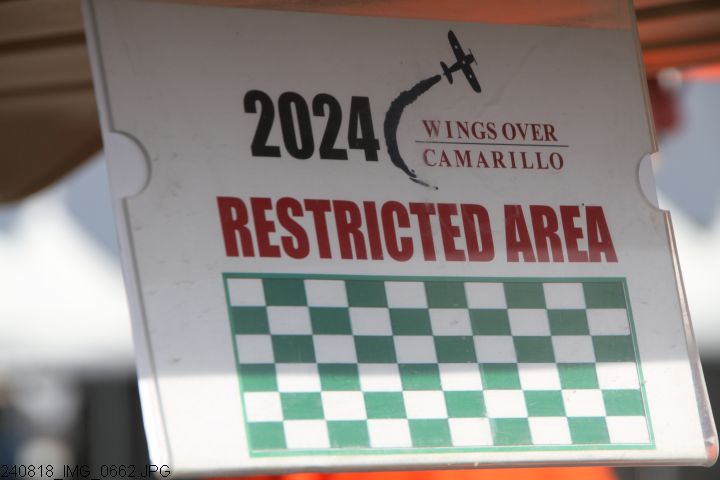 2024
WINGS OVER
CAMARILLO
RESTRICTED AREA
240818_IMG_0662.JPG